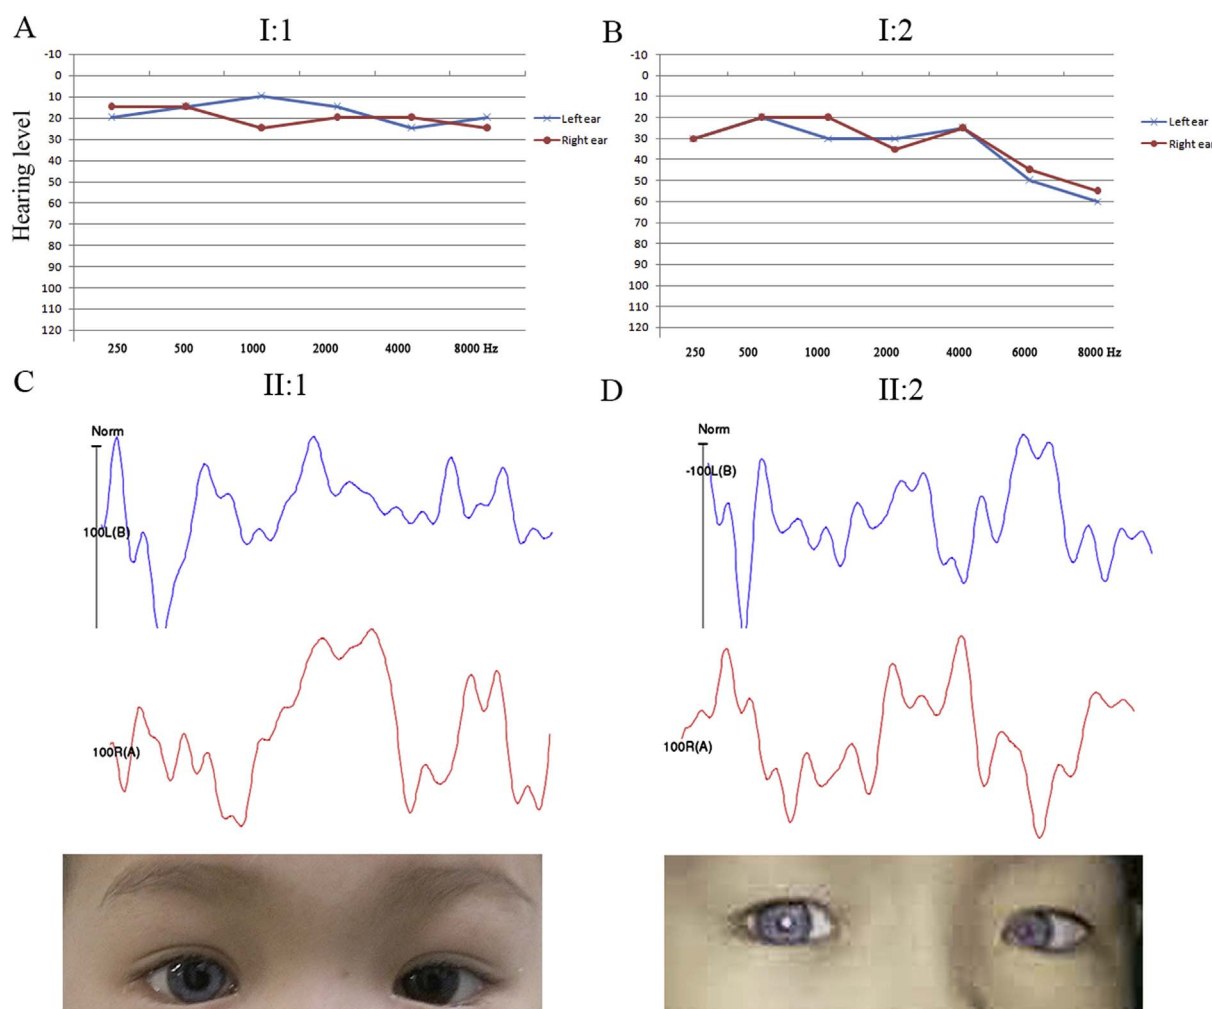 A
I:1
B
I:2
-10
0
10
20
30
40
50
60
70
80
90
100
110
120
Hearing level
Left ear
Right ear
250 500 1000 2000 4000 8000 Hz
-10
0
10
20
30
40
50
60
70
80
90
100
110
120
Left ear
Right ear
250 500 1000 2000 4000 6000 8000 Hz
C
II:1
D
II:2
Norm
100L(B)
100R(A)
Norm
-100L(B)
100R(A)